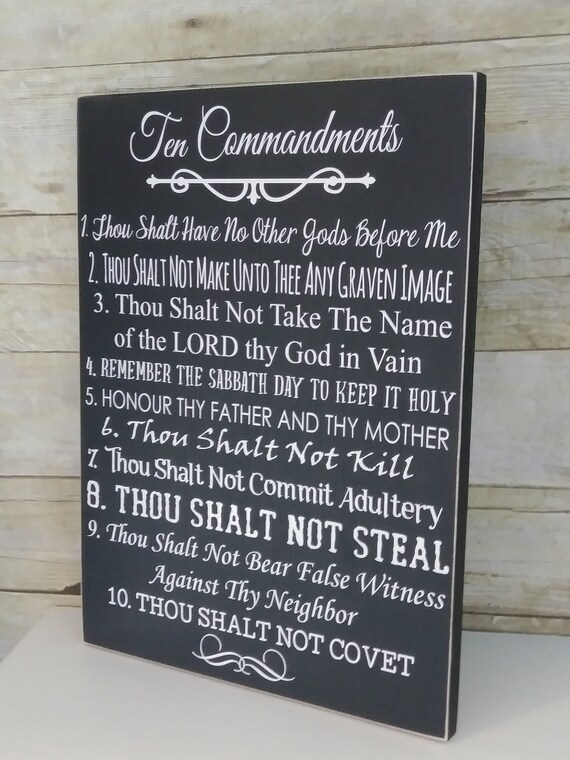 Ten Commandments
1. Thou Shalt Have No Other Gods Before Me
2. THOU SHALT NOT MAKE UNTO THEE ANY GRAVEN IMAGE
3. Thou Shalt Not Take The Name
of the LORD thy God in Vain
4. REMEMBER THE SABBATH DAY TO KEEP IT HOLY
5. HONOUR THY FATHER AND THY MOTHER
6. Thou Shalt Not Kill
7. Thou Shalt Not Commit Adultery
8. THOU SHALT NOT STEAL
9. Thou Shalt Not Bear False Witness
Against Thy Neighbor
10. THOU SHALT NOT COVET